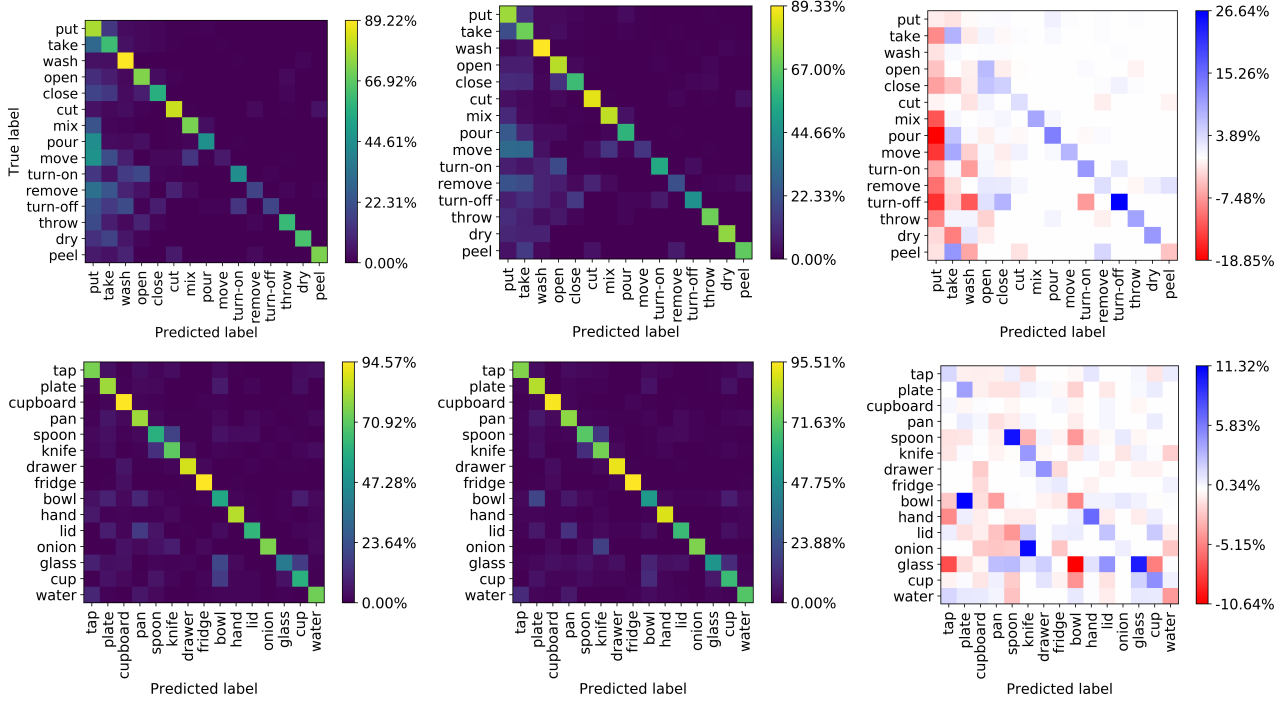 True label
put
take
wash
open
close
cut
mix
pour
move
turn-on
remove
turn-off
throw
dry
peel
put
take
wash
open
close
cut
mix
pour
move
turn-on
remove
turn-off
throw
dry
peel
Predicted label
89.22%
66.92%
44.61%
22.31%
0.00%
put
take
wash
open
close
cut
mix
pour
move
turn-on
remove
turn-off
throw
dry
peel
put
take
wash
open
close
cut
mix
pour
move
turn-on
remove
turn-off
throw
dry
peel
Predicted label
89.33%
67.00%
44.66%
22.33%
0.00%
put
take
wash
open
close
cut
mix
pour
move
turn-on
remove
turn-off
throw
dry
peel
put
take
wash
open
close
cut
mix
pour
move
turn-on
remove
turn-off
throw
dry
peel
Predicted label
26.64%
15.26%
3.89%
-7.48%
-18.85%
tap
plate
cupboard
pan
spoon
knife
drawer
fridge
bowl
hand
lid
onion
glass
cup
water
tap
plate
cupboard
pan
spoon
knife
drawer
fridge
bowl
hand
lid
onion
glass
cup
water
Predicted label
94.57%
70.92%
47.28%
23.64%
0.00%
tap
plate
cupboard
pan
spoon
knife
drawer
fridge
bowl
hand
lid
onion
glass
cup
water
tap
plate
cupboard
pan
spoon
knife
drawer
fridge
bowl
hand
lid
onion
glass
cup
water
Predicted label
95.51%
71.63%
47.75%
23.88%
0.00%
tap
plate
cupboard
pan
spoon
knife
drawer
fridge
bowl
hand
lid
onion
glass
cup
water
tap
plate
cupboard
pan
spoon
knife
drawer
fridge
bowl
hand
lid
onion
glass
cup
water
Predicted label
11.32%
5.83%
0.34%
-5.15%
-10.64%